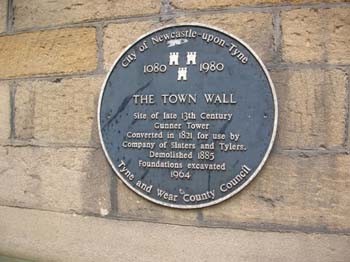 City of Newcastle-upon-Tyne
1080 1980
THE TOWN WALL
Site of late 13th Century
Gunner Tower
Converted in 1821 for use by
Company of Slaters and Tylers.
Demolished 1885
Foundations excavated
1964
Tyne and Wear County Council